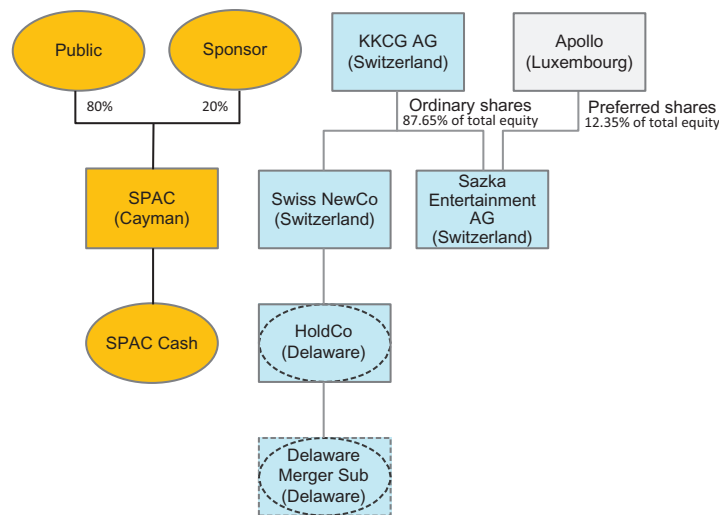 Public
Sponsor
KKCG AG
(Switzerland)
Apollo
(Luxembourg)
80%
20%
Ordinary shares
87.65% of total equity
Preferred shares
12.35% of total equity
SPAC
(Cayman)
Swiss NewCo
(Switzerland)
Sazka
Entertainment
AG
(Switzerland)
SPAC Cash
HoldCo
(Delaware)
Delaware
Merger Sub
(Delaware)